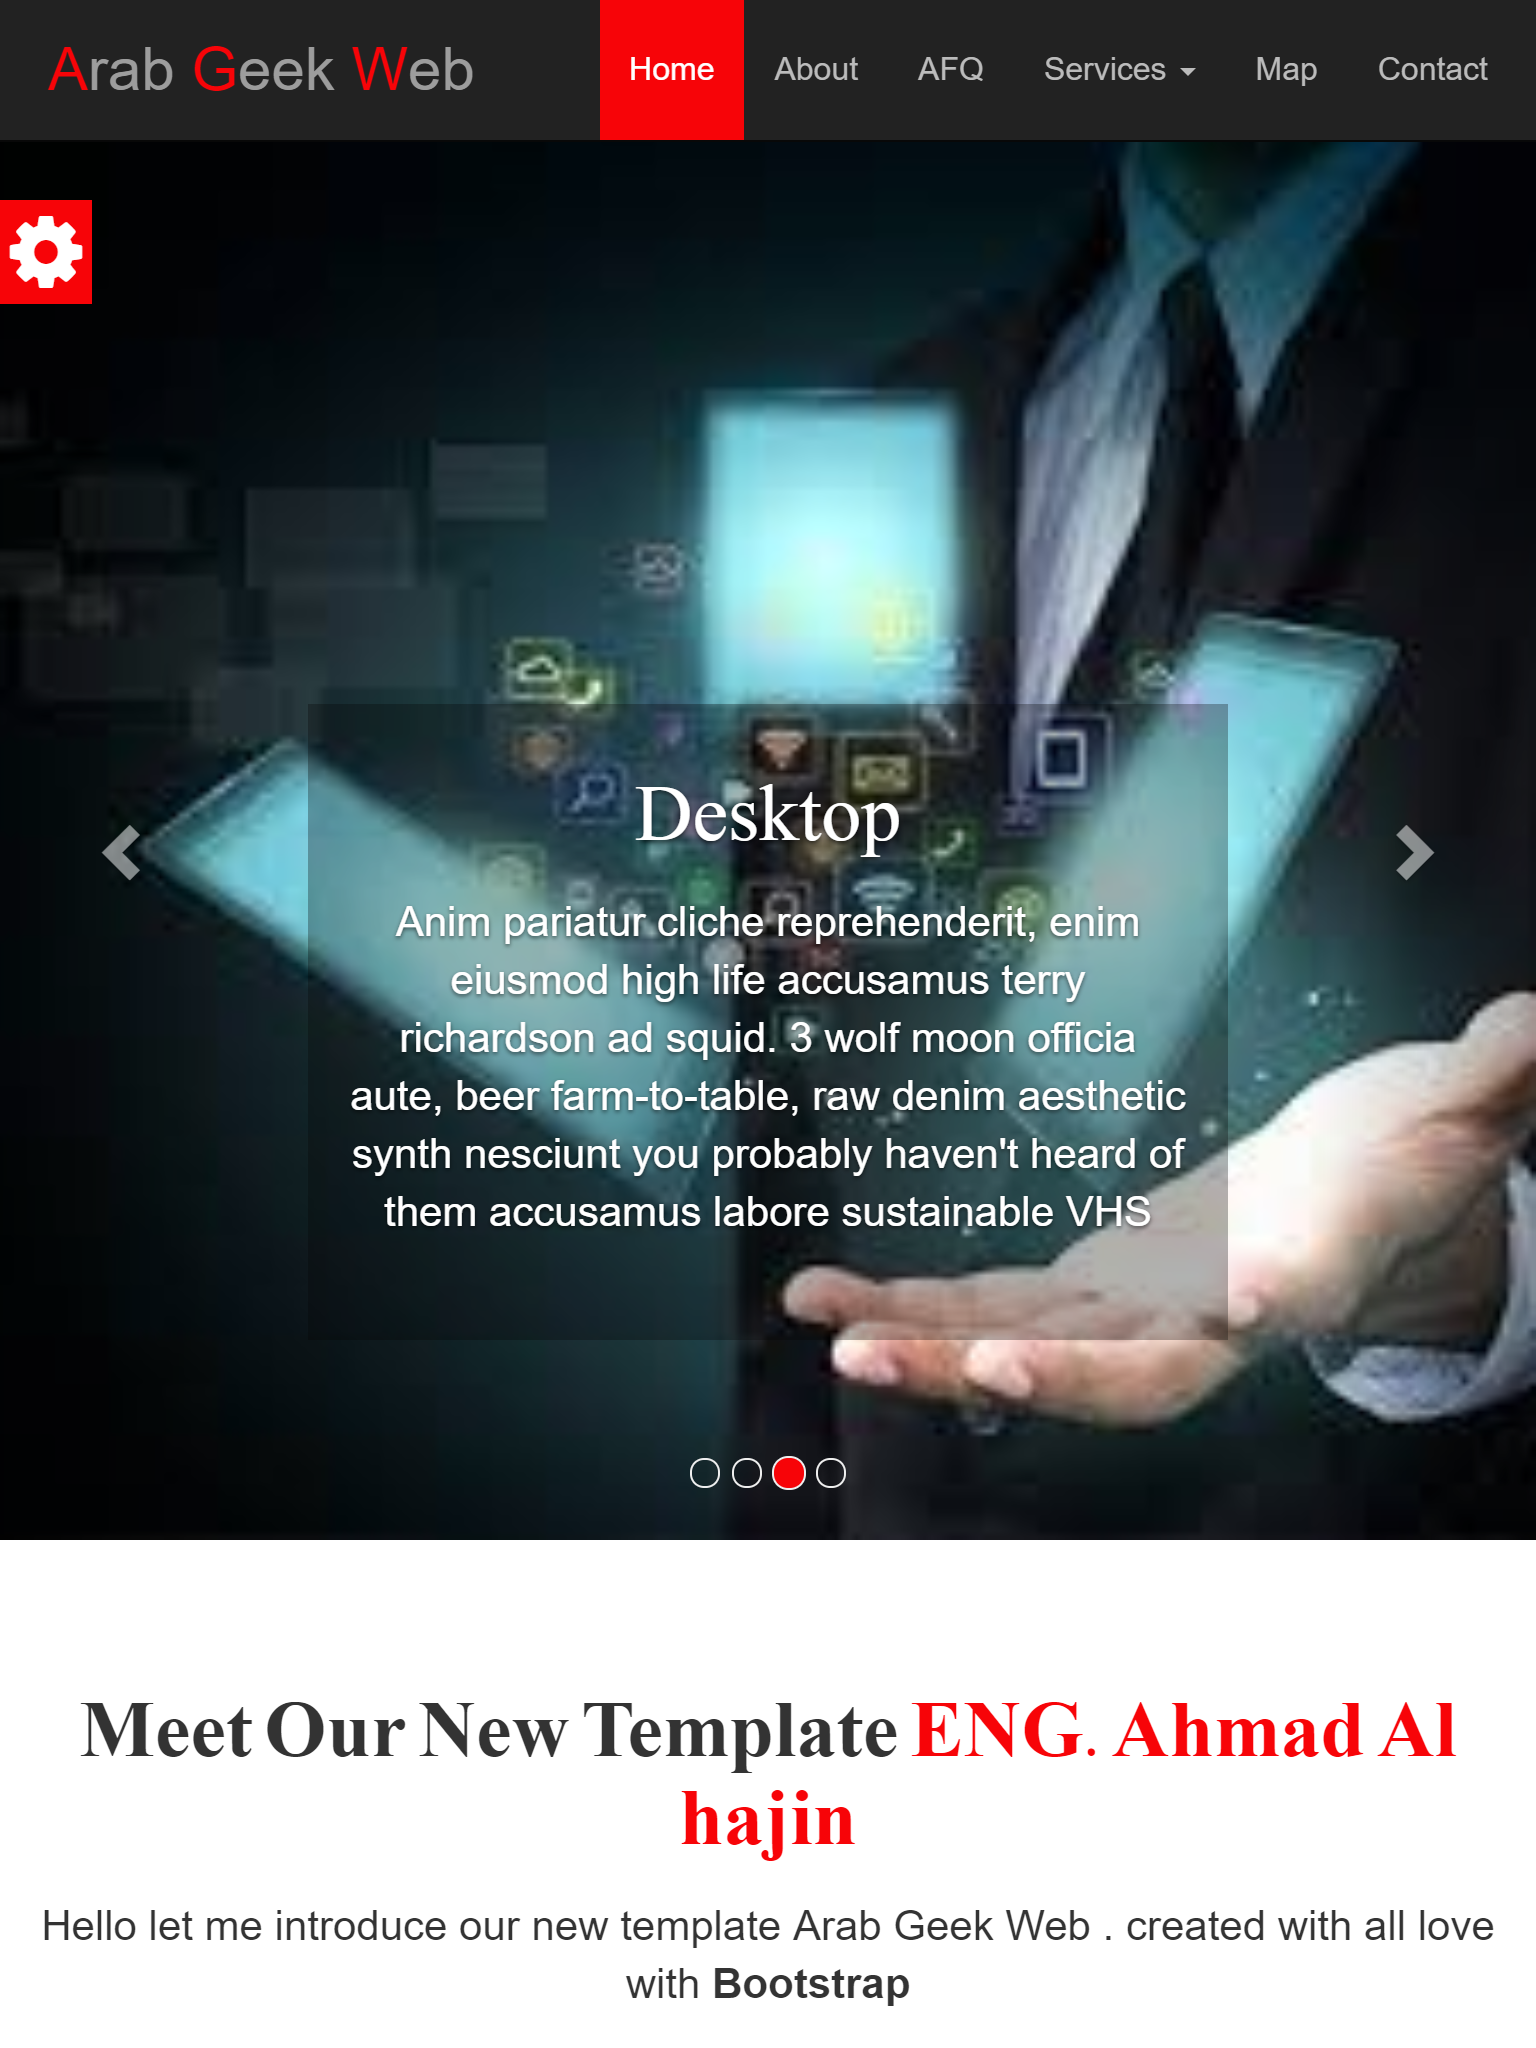 Arab Geek Web
Home
About
AFQ
Services
Map
Contact
Desktop
Anim pariatur cliche reprehenderit, enim
eiusmod high life accusamus terry
richardson ad squid. 3 wolf moon officia
aute, beer farm-to-table, raw denim aesthetic
synth nesciunt you probably haven't heard of
them accusamus labore sustainable VHS
Meet Our New Template ENG. Ahmad Al
hajin
Hello let me introduce our new template Arab Geek Web . created with all love
with Bootstrap